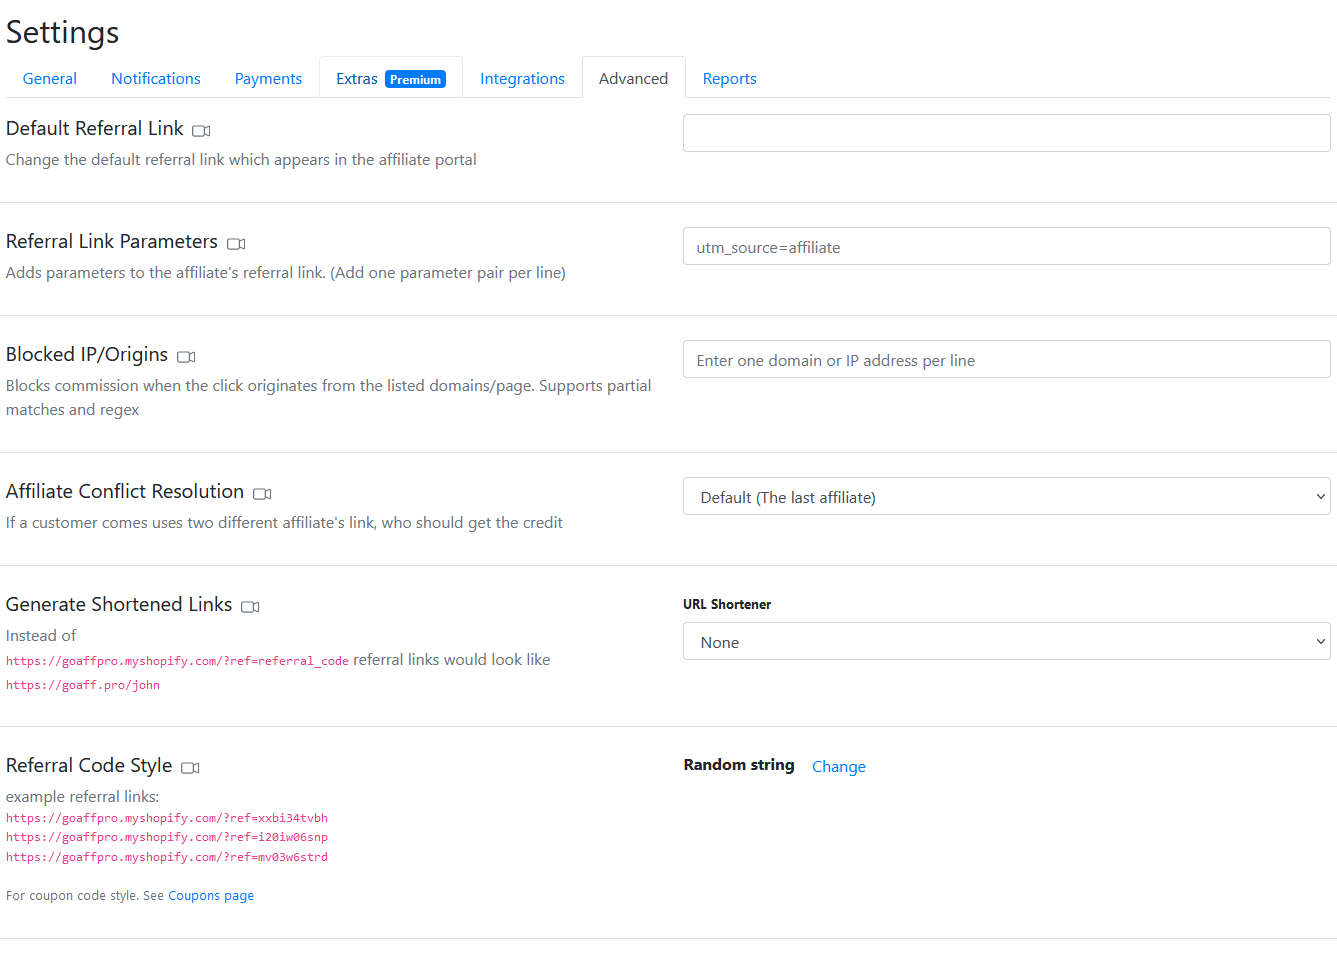 Settings
General Notifications Payments Extras Premium Integrations Advanced Reports
Default Referral Link
Change the default referral link which appears in the affiliate portal
Referral Link Parameters
utm_source=affiliate
Adds parameters to the affiliate's referral link. (Add one parameter pair per line)
Blocked IP/Origins
Enter one domain or IP address per line
Blocks commission when the click originates from the listed domains/page. Supports partial
matches and regex
Affiliate Conflict Resolution
Default (The last affiliate)
If a customer comes uses two different affiliate's link, who should get the credit
Generate Shortened Links
URL Shortener
Instead of
None
https://goaffpro.myshopify.com/?ref=referral_code referral links would look like
https://goaff.pro/john
Referral Code Style
Random string Change
example referral links:
https://goaffpro.myshopify.com/?ref=xxbi34tvbh
https://goaffpro.myshopify.com/?ref=i20iw06snp
https://goaffpro.myshopify.com/?ref=mv03w6strd
For coupon code style. See Coupons page